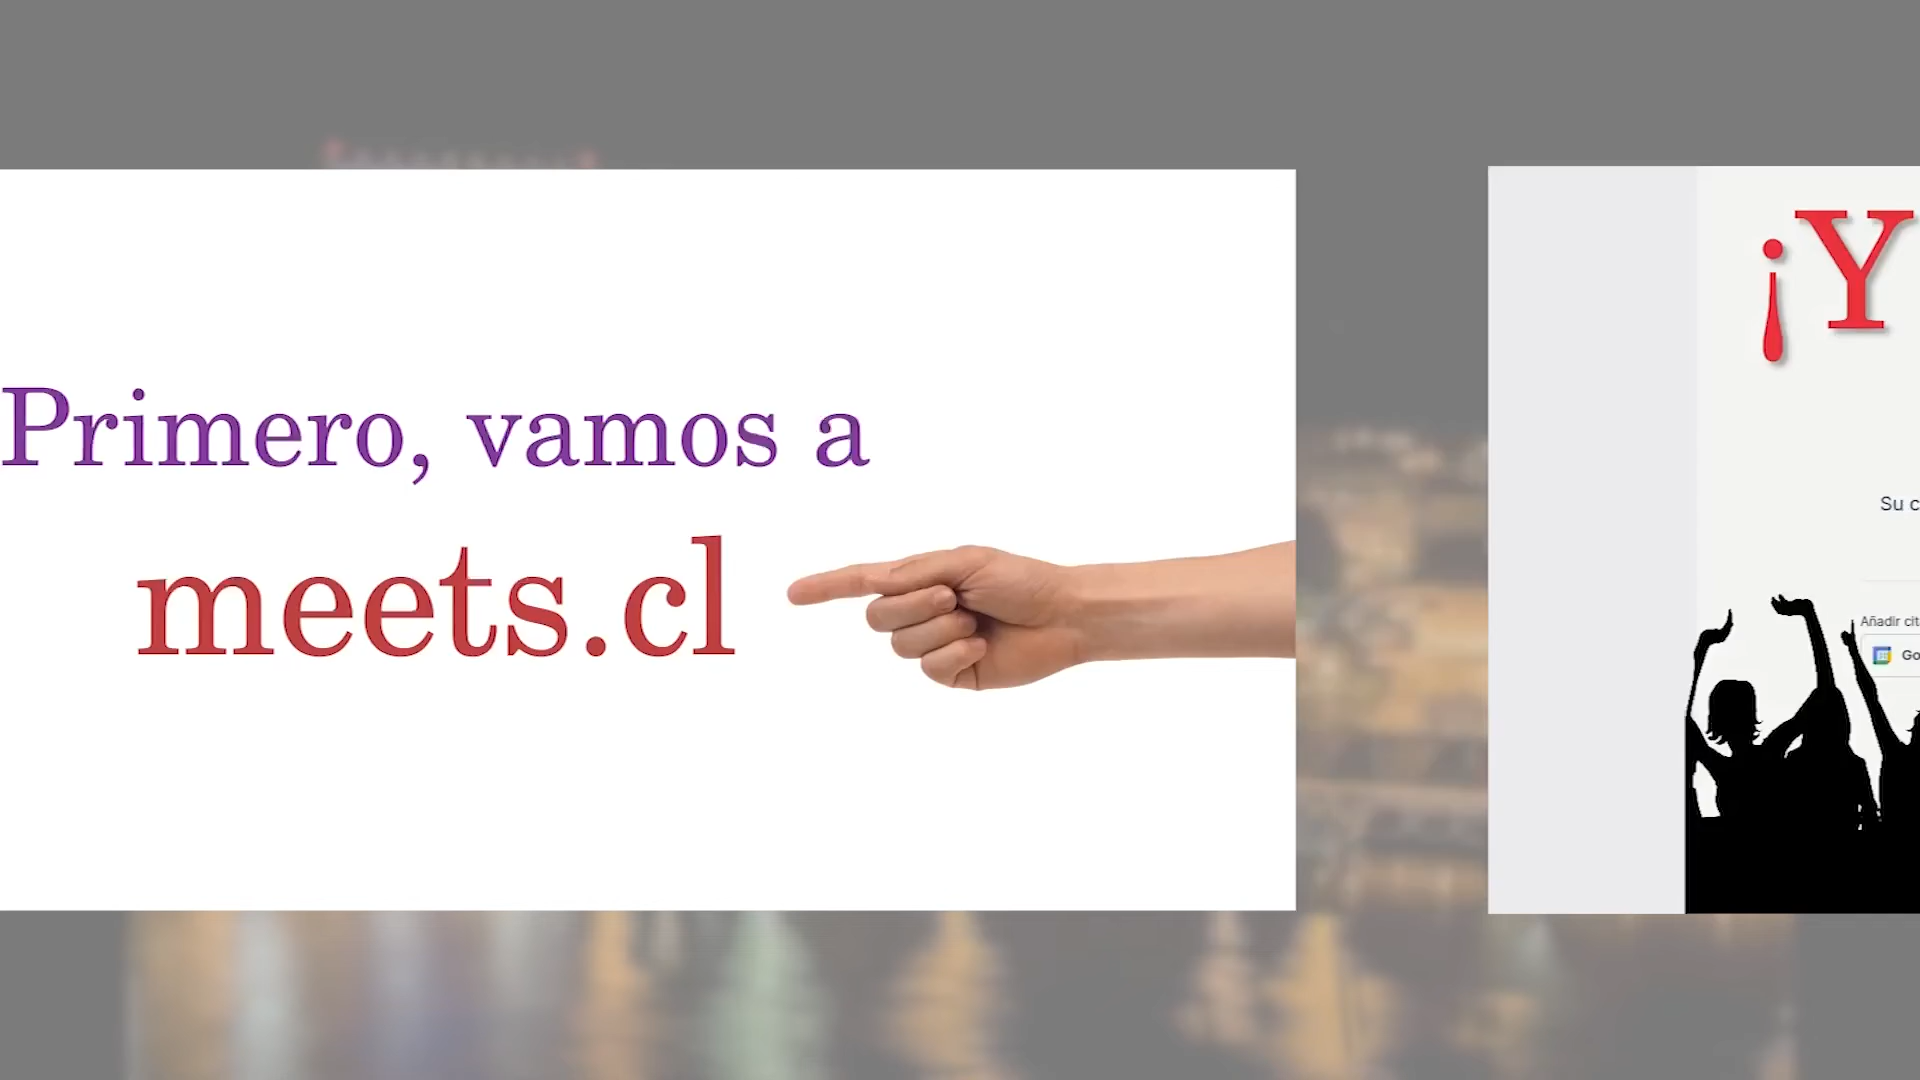 Primero, vamos a
meets.cl
¡Y
Su c
Añadir cit
Go